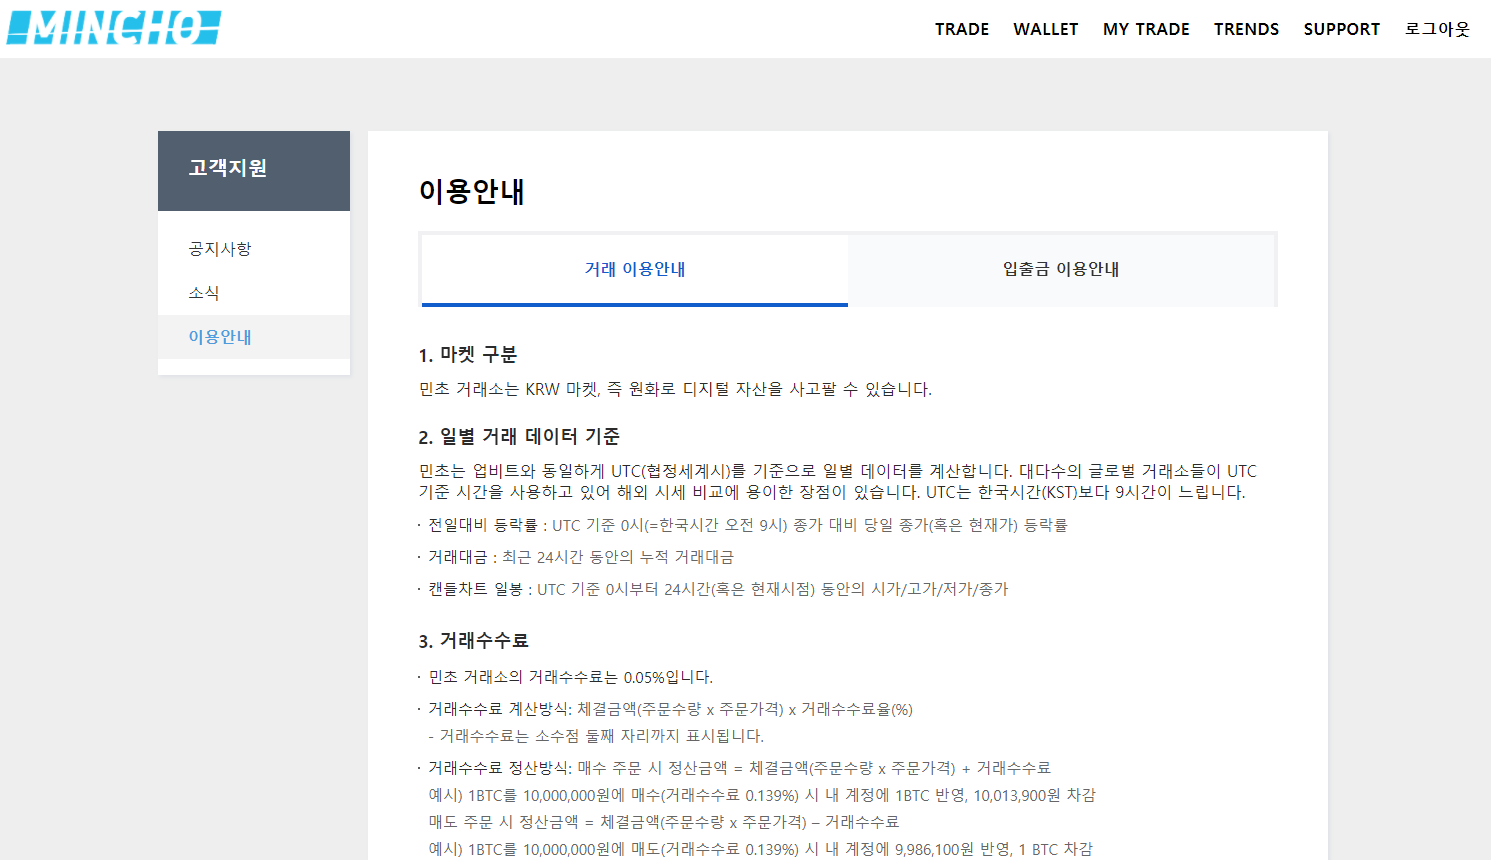 MINCHO
TRADE WALLET MY TRADE TRENDS SUPPORT 로그아웃
고객지원
공지사항
소식
이용안내
이용안내
거래 이용안내
입출금 이용안내
1. 마켓 구분
민초 거래소는 KRW 마켓, 즉 원화로 디지털 자산을 사고팔 수 있습니다.
2. 일별 거래 데이터 기준
민초는 업비트와 동일하게 UTC(협정세계시)를 기준으로 일별 데이터를 계산합니다. 대다수의 글로벌 거래소들이 UTC
기준 시간을 사용하고 있어 해외 시세 비교에 용이한 장점이 있습니다. UTC는 한국시간(KST)보다 9시간이 느립니다.
· 전일대비 등락률 : UTC 기준 0시(=한국시간 오전 9시) 종가 대비 당일 종가(혹은 현재가) 등락률
· 거래대금 : 최근 24시간 동안의 누적 거래대금
· 캔들차트 일봉 : UTC 기준 0시부터 24시간(혹은 현재시점) 동안의 시가/고가/저가/종가
3. 거래수수료
· 민초 거래소의 거래수수료는 0.05%입니다.
· 거래수수료 계산방식: 체결금액(주문수량 x 주문가격) x 거래수수료율(%)
- 거래수수료는 소수점 둘째 자리까지 표시됩니다.
· 거래수수료 정산방식: 매수 주문 시 정산금액 = 체결금액(주문수량 x 주문가격) + 거래수수료
예시) 1BTC를 10,000,000원에 매수(거래수수료 0.139%) 시 내 계정에 1BTC 반영, 10,013,900원 차감
매도 주문 시 정산금액 = 체결금액(주문수량 x 주문가격) – 거래수수료
예시) 1BTC를 10,000,000원에 매도(거래수수료 0.139%) 시 내 계정에 9,986,100원 반영, 1 BTC 차감